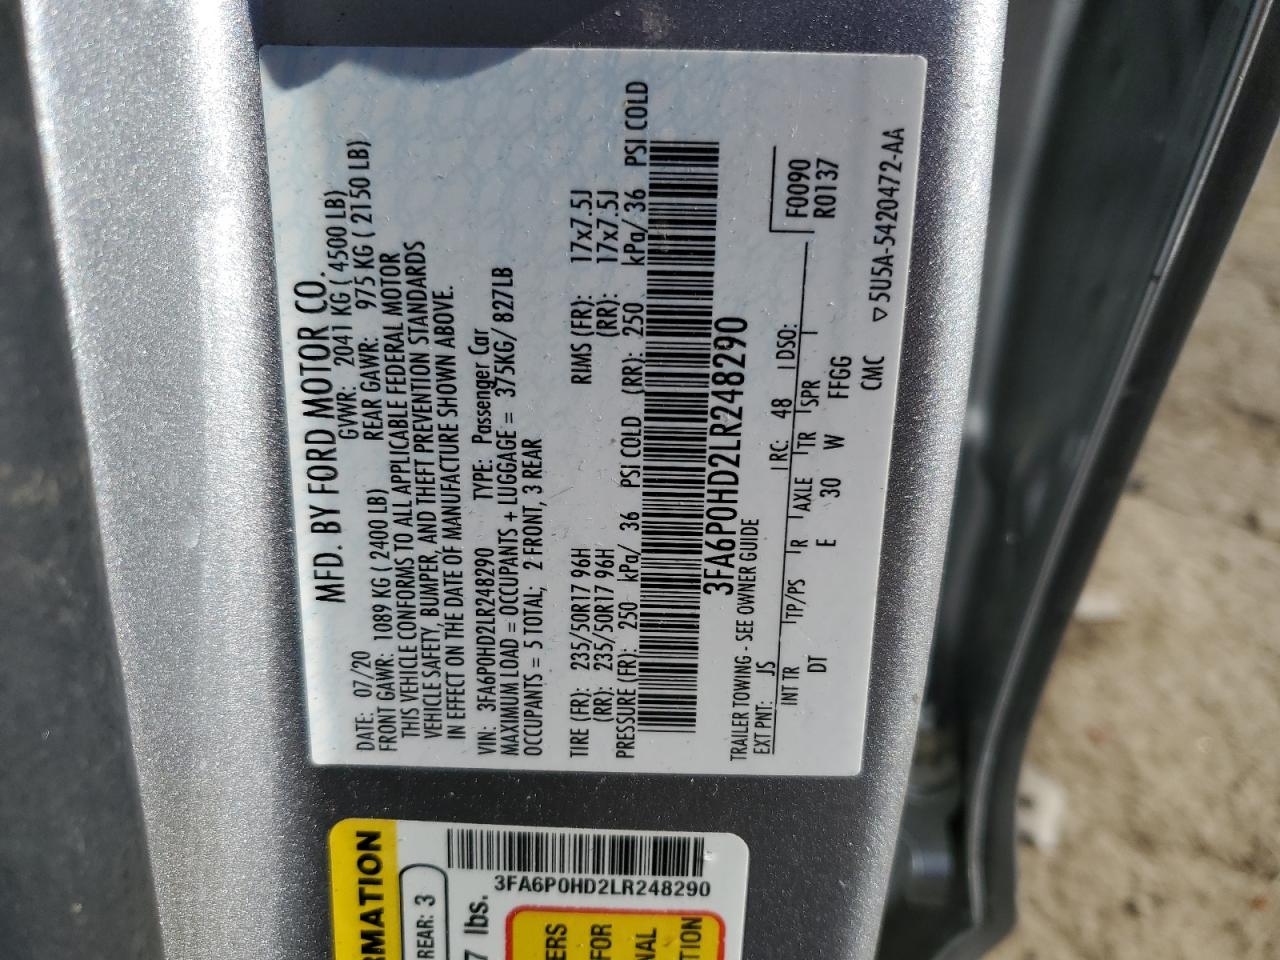 MFD. BY FORD MOTOR CO.
DATE: 07/20 GVWR: 2041 KG ( 4500 LB)
FRONT GAWR: 1089 KG ( 2400 LB) REAR GAWR: 975 KG ( 2150 LB)
THIS VEHICLE CONFORMS TO ALL APPLICABLE FEDERAL MOTOR
VEHICLE SAFETY, BUMPER, AND THEFT PREVENTION STANDARDS
IN EFFECT ON THE DATE OF MANUFACTURE SHOWN ABOVE.
VIN: 3FA6P0HD2LR248290 TYPE: Passenger Car
MAXIMUM LOAD = OCCUPANTS + LUGGAGE = 375KG/ 827LB
OCCUPANTS = 5 TOTAL; 2 FRONT, 3 REAR
TIRE (FR): 235/50R17 96H RIMS (FR): 17x7.5J
(RR): 235/50R17 96H (RR): 17x7.5J
PRESSURE (FR): 250 kPa/ 36 PSI COLD (RR): 250 kPa/ 36 PSI COLD
3FA6P0HD2LR248290
TRAILER TOWING - SEE OWNER GUIDE
EXT PNT: JS RC: 48 DSO: F0090
INT TR TP/PS R AXLE TR SPR R0137
DT E 30 W FFGG
CMC ▽5U5A-5420472-AA
RMATION
REAR: 3
7 lbs.
3FA6P0HD2LR248290
ERS
FOR
NAL
TION